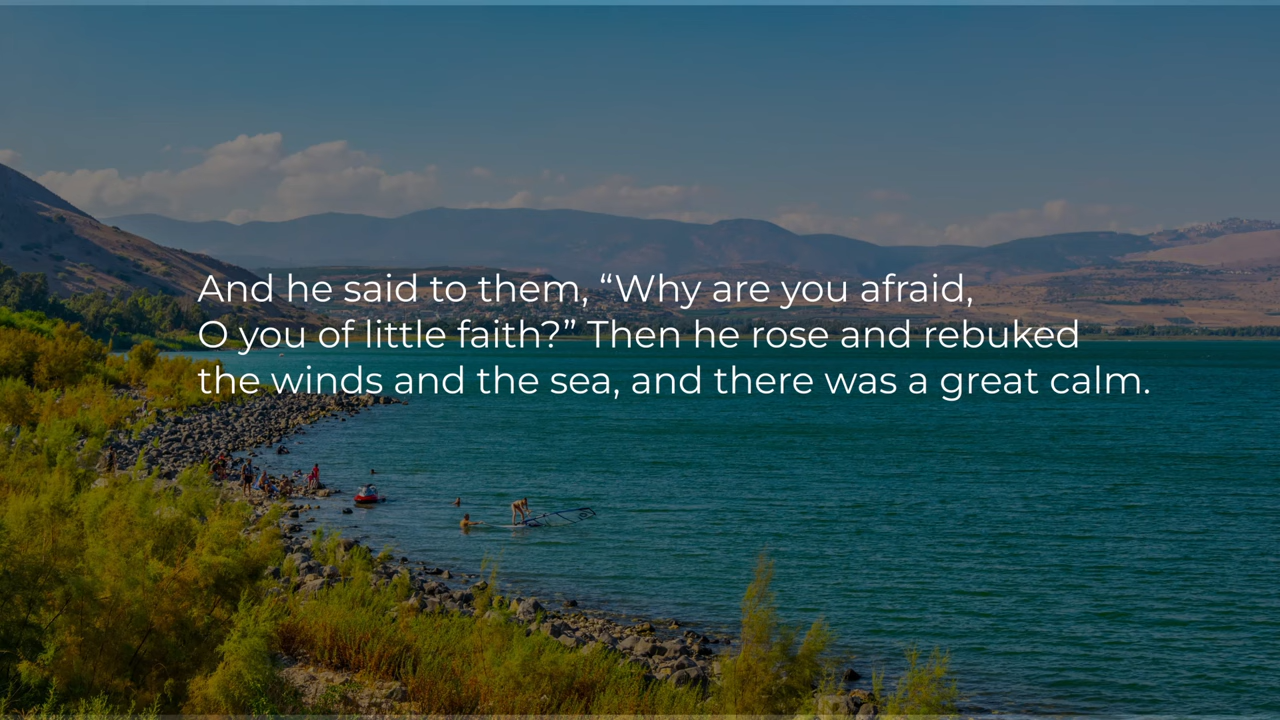 And he said to them, “Why are you afraid,
O you of little faith?” Then he rose and rebuked
the winds and the sea, and there was a great calm.